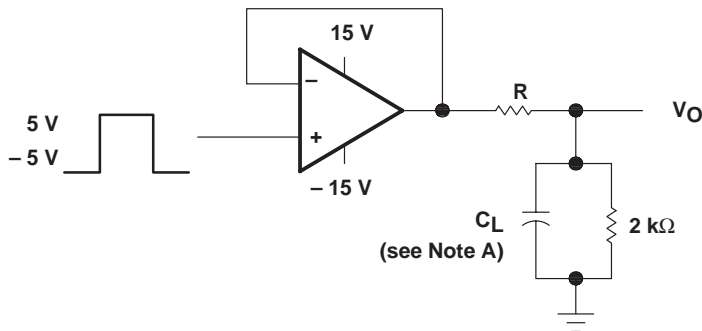 15 V
–
R
VO
5 V
– 5 V
+
– 15 V
CL
(see Note A)
2 kΩ